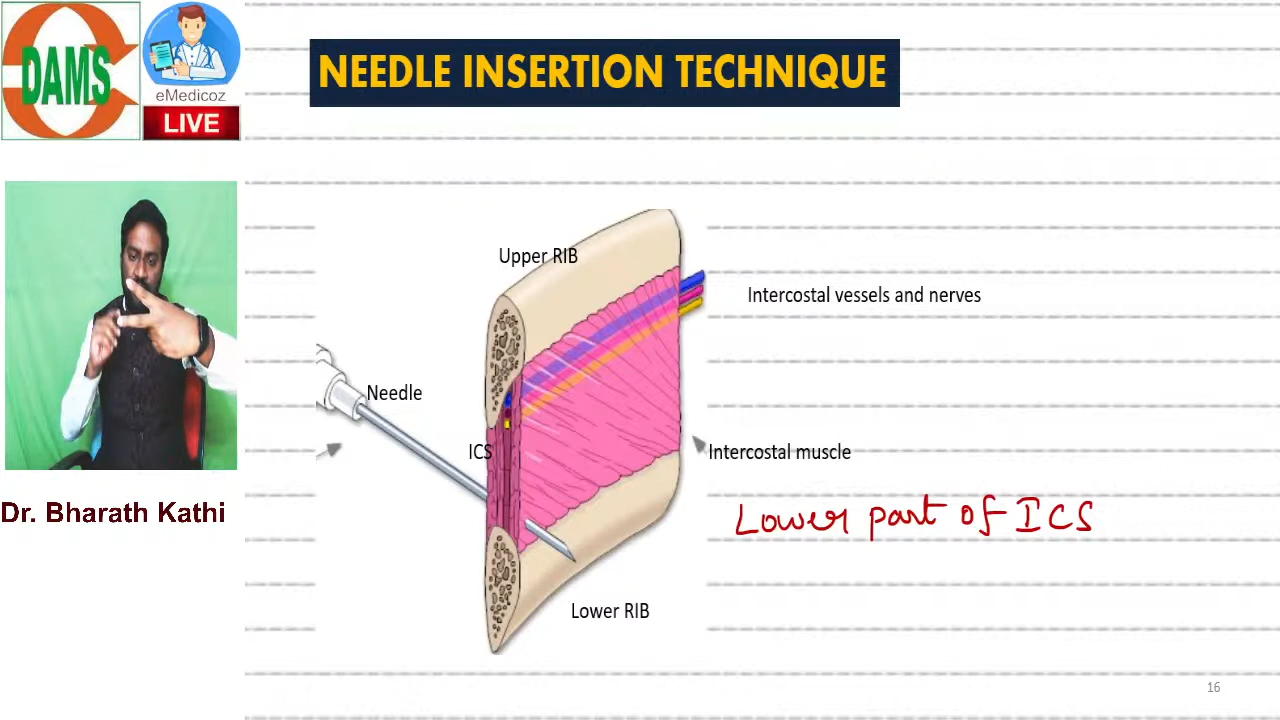 DAMS
eMedicoz
LIVE
NEEDLE INSERTION TECHNIQUE
Upper RIB
Intercostal vessels and nerves
Needle
ICS
Intercostal muscle
Dr. Bharath Kathi
Lower part of ICS
Lower RIB
16